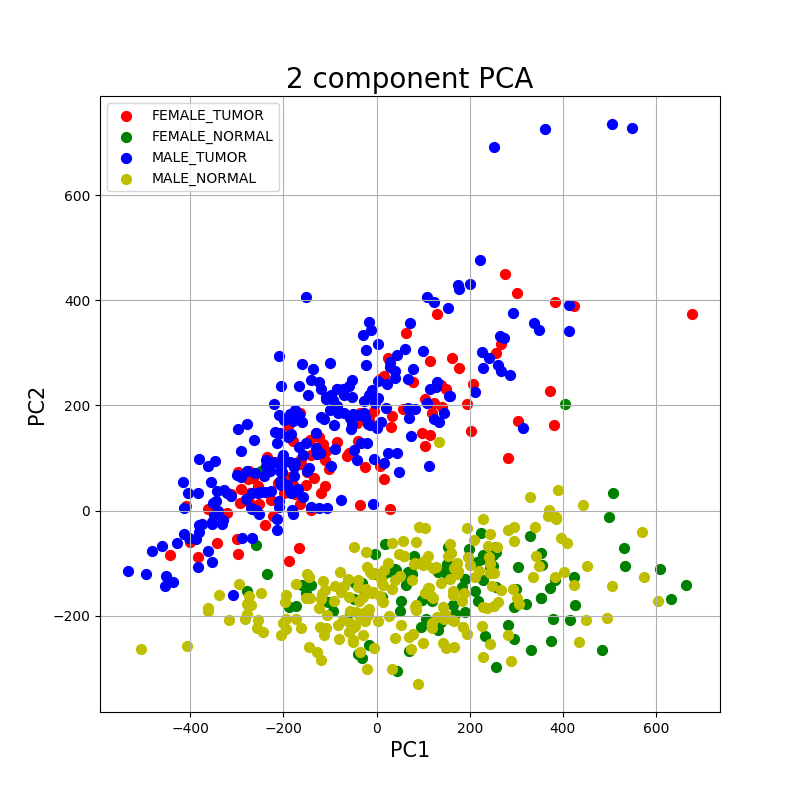 2 component PCA
FEMALE_TUMOR
FEMALE_NORMAL
MALE_TUMOR
MALE_NORMAL
600
400
200
0
−200
PC2
−400
−200
0
200
400
600
PC1